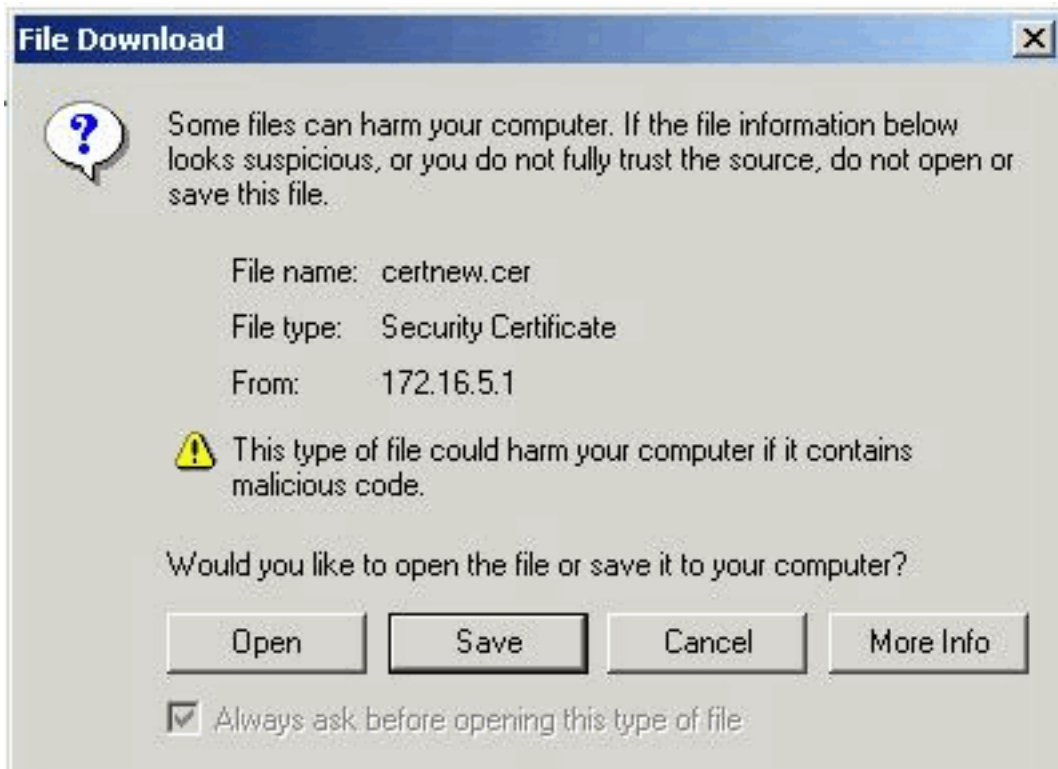 File Download
Some files can harm your computer. If the file information below
looks suspicious, or you do not fully trust the source, do not open or
save this file.
File name: certnew.cer
File type: Security Certificate
From: 172.16.5.1
This type of file could harm your computer if it contains
malicious code.
Would you like to open the file or save it to your computer?
Open Save Cancel More Info
Always ask before opening this type of file